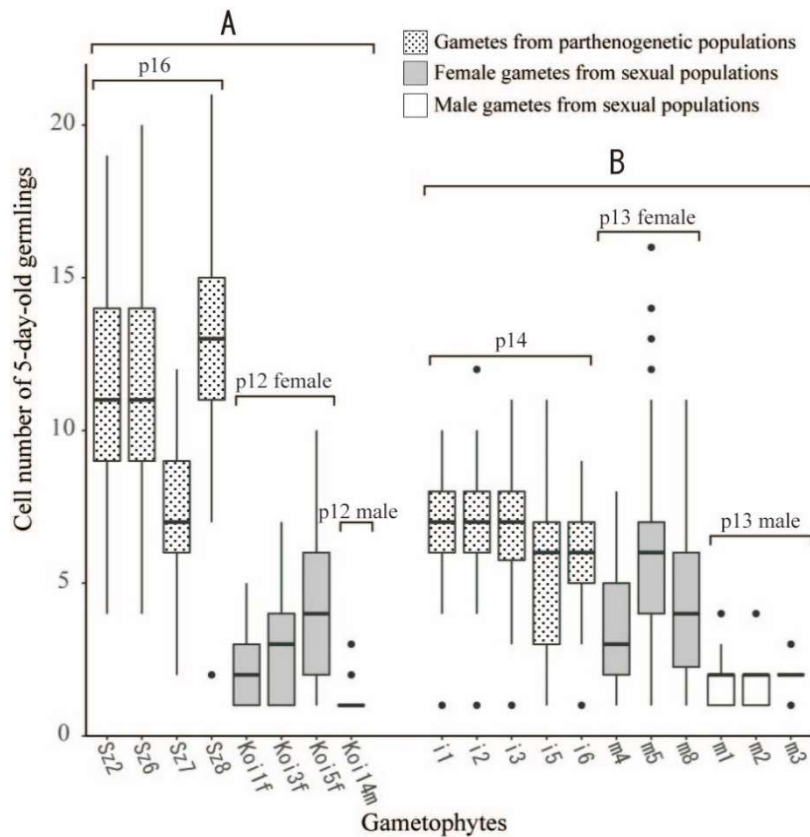 A
p16
Gametes from parthenogenetic populations
Female gametes from sexual populations
Male gametes from sexual populations
B
p13 female
p14
p12 female
p12 male
p13 male
Cell number of 5-day-old germlings
20
15
10
5
0
Sz2 Sz6 Sz7 Sz8 Koi1f Koi3f Koi5f Koi14m i1 i2 i3 i5 i6 m4 m5 m8 m1 m2 m3
Gametophytes